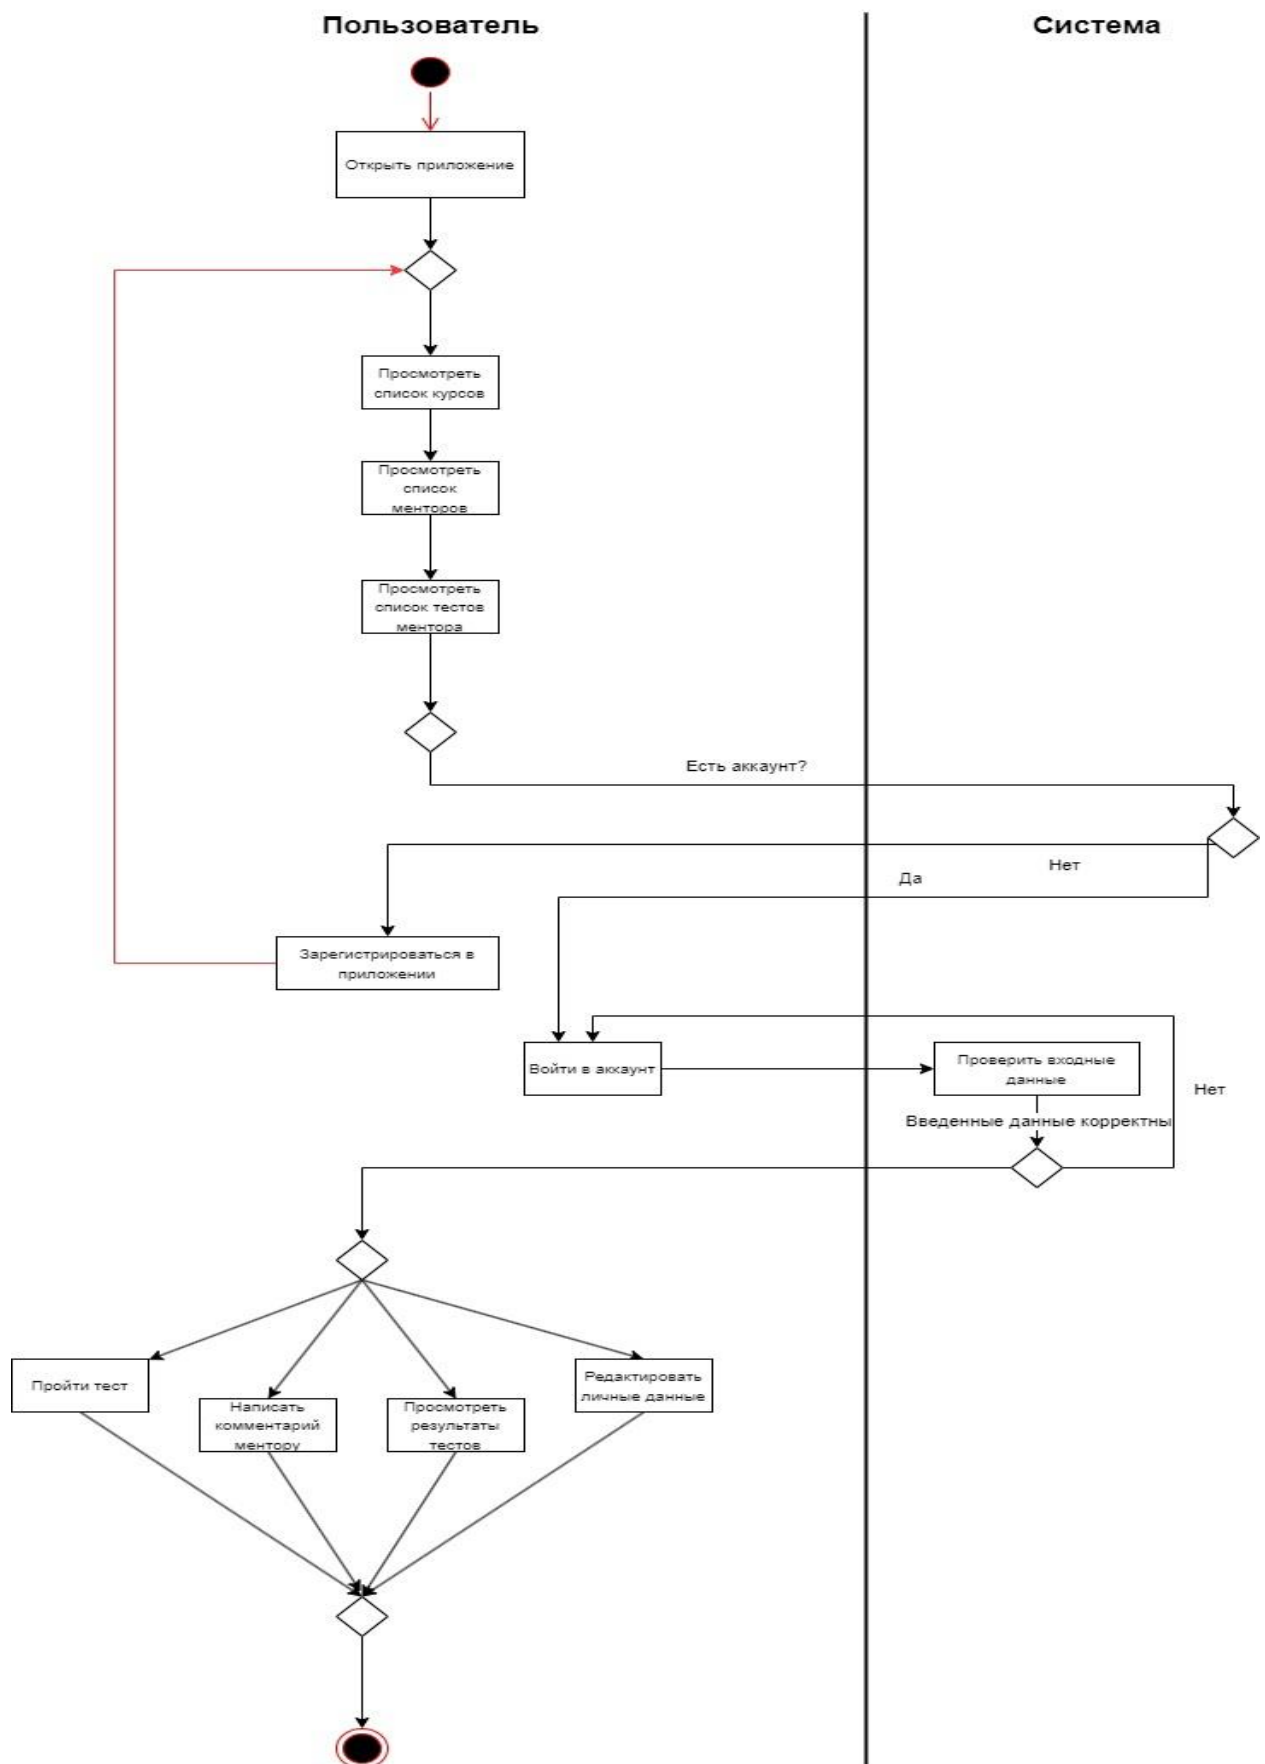 Пользователь
Система
Открыть приложение
Просмотреть
список курсов
Просмотреть
список
менторов
Просмотреть
список тестов
ментора
Есть аккаунт?
Нет
Да
Зарегистрироваться в
приложении
Войти в аккаунт
Проверить входные
данные
Нет
Введенные данные корректны
Пройти тест
Написать
комментарий
ментору
Просмотреть
результаты
тестов
Редактировать
личные данные